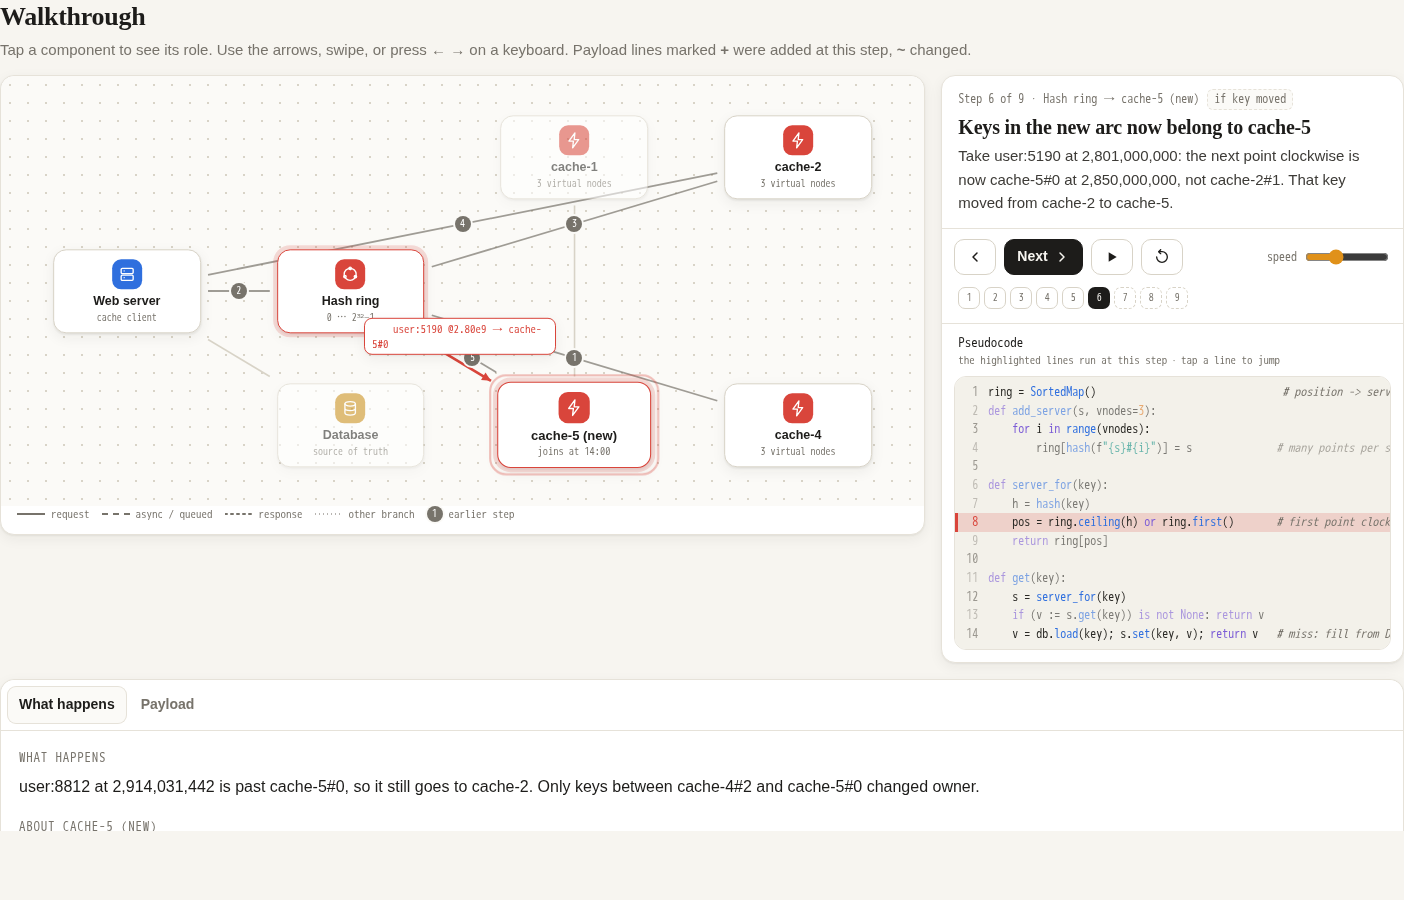 Walkthrough
Tap a component to see its role. Use the arrows, swipe, or press ← → on a keyboard. Payload lines marked + were added at this step, ~ changed.
cache-1
3 virtual nodes
cache-2
3 virtual nodes
4
3
Web server
cache client
2
Hash ring
0 ··· 2³²−1
user:5190 @2.80e9 → cache-
5#0
5
1
Database
source of truth
cache-5 (new)
joins at 14:00
cache-4
3 virtual nodes
request
async / queued
response
other branch
1 earlier step
Step 6 of 9 · Hash ring → cache-5 (new) if key moved
Keys in the new arc now belong to cache-5
Take user:5190 at 2,801,000,000: the next point clockwise is
now cache-5#0 at 2,850,000,000, not cache-2#1. That key
moved from cache-2 to cache-5.
Next
speed
1 2 3 4 5 6 7 8 9
Pseudocode
the highlighted lines run at this step · tap a line to jump
1 ring = SortedMap() # position -> serv
2 def add_server(s, vnodes=3):
3 for i in range(vnodes):
4 ring[hash(f"{s}#{i}")] = s # many points per s
5
6 def server_for(key):
7 h = hash(key)
8 pos = ring.ceiling(h) or ring.first() # first point clock
9 return ring[pos]
10
11 def get(key):
12 s = server_for(key)
13 if (v := s.get(key)) is not None: return v
14 v = db.load(key); s.set(key, v); return v # miss: fill from D
What happens
Payload
WHAT HAPPENS
user:8812 at 2,914,031,442 is past cache-5#0, so it still goes to cache-2. Only keys between cache-4#2 and cache-5#0 changed owner.
ABOUT CACHE-5 (NEW)